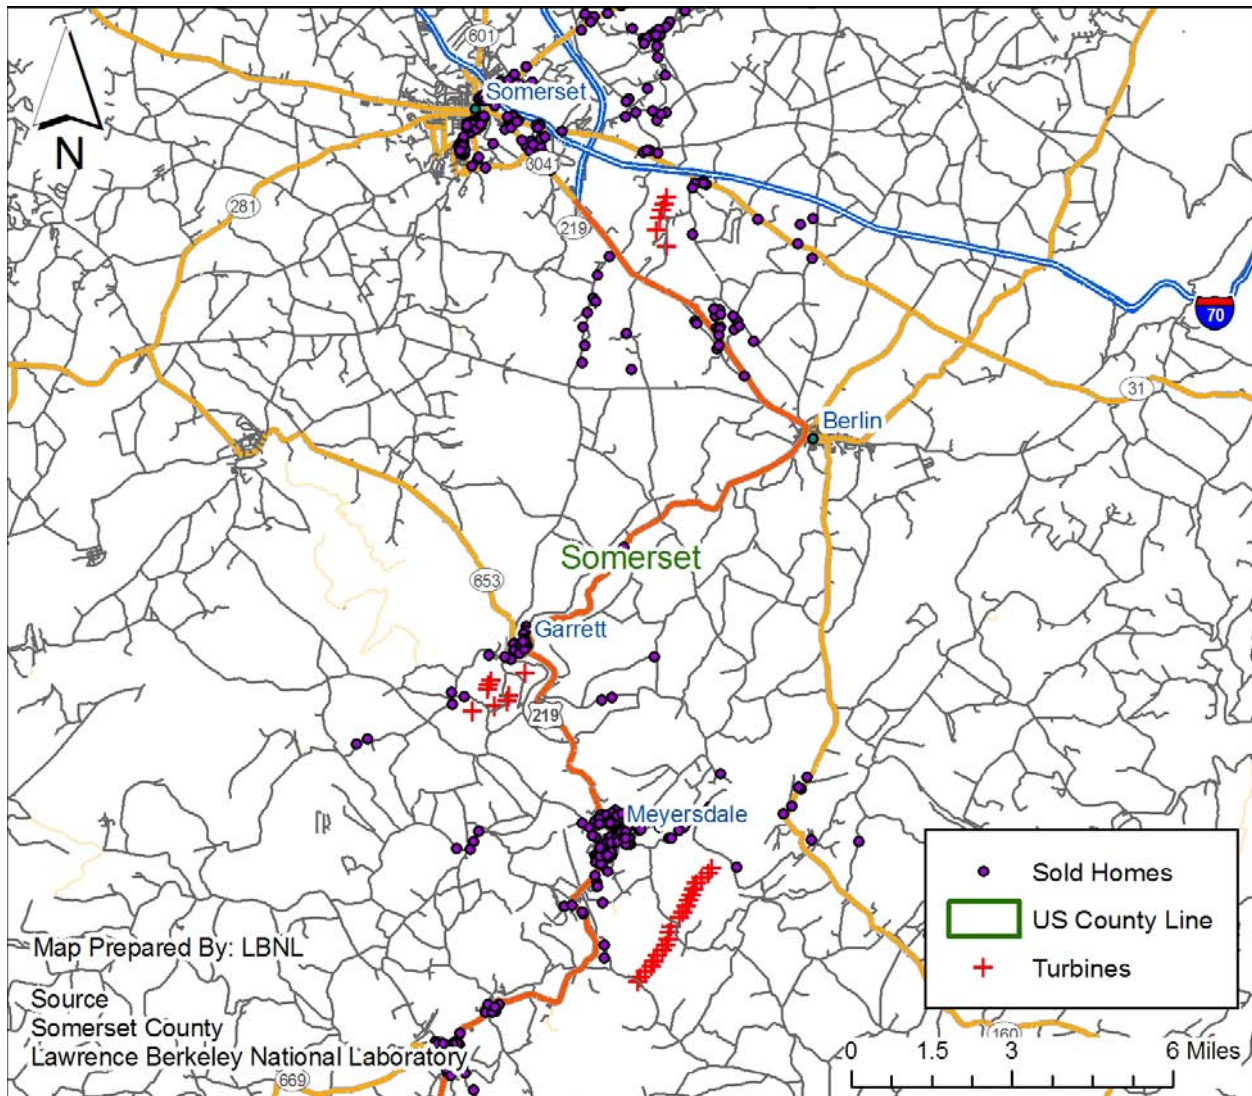 601
Somerset
3041
281
219
N
70
31
Berlin
Somerset
653
Garrett
219
Meyersdale
Sold Homes
US County Line
Turbines
Map Prepared By: LBNL
Source
Somerset County
Lawrence Berkeley National Laboratory
160
0 1.5 3 6 Miles
669